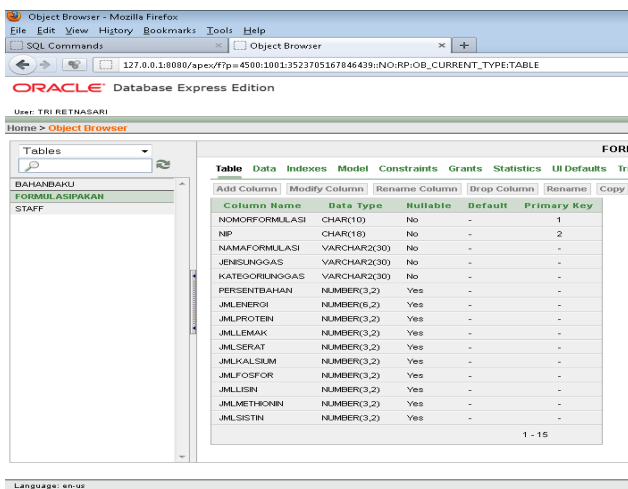 Object Browser - Mozilla Firefox
File Edit View History Bookmarks Tools Help
SQL Commands × Object Browser × +
127.0.0.1:8080/apex/f?p=4500:1001:3523705167846439::NO:RP:OB_CURRENT_TYPE:TABLE
ORACLE Database Express Edition
User: TRI RETNASARI
Home > Object Browser
Tables
BAHANBAKU
FORMULASIPAKAN
STAFF
Table Data Indexes Model Constraints Grants Statistics UI Defaults
Add Column Modify Column Rename Column Drop Column Rename Copy
Column Name Data Type Nullable Default Primary Key
NOMORFORMULASI CHAR(10) No - 1
NIP CHAR(18) No - 2
NAMAFORMULASI VARCHAR2(30) No - -
JENISUNGGAS VARCHAR2(30) No - -
KATEGORIUNGGAS VARCHAR2(30) No - -
PERSENTBAHAN NUMBER(3,2) Yes - -
JMLENERGI NUMBER(6,2) Yes - -
JMLPROTEIN NUMBER(3,2) Yes - -
JMLLEMAK NUMBER(3,2) Yes - -
JMLSERAT NUMBER(3,2) Yes - -
JMLKALSIUM NUMBER(3,2) Yes - -
JMLFOSFOR NUMBER(3,2) Yes - -
JMLLISIN NUMBER(3,2) Yes - -
JMLMETHIONIN NUMBER(3,2) Yes - -
JMLSISTIN NUMBER(3,2) Yes - -
1 - 15
Language: en-us